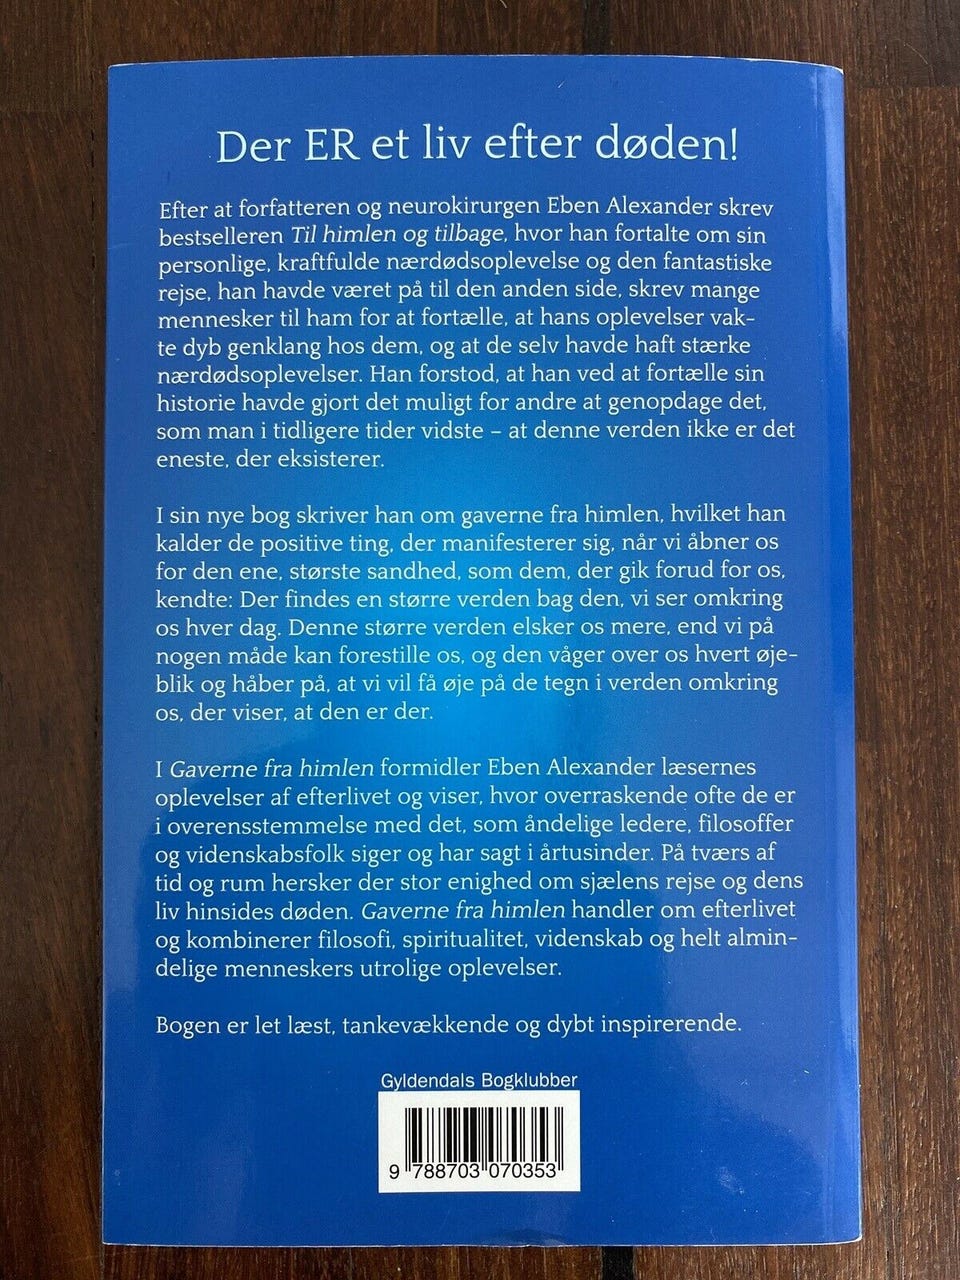 Der ER et liv efter døden!
Efter at forfatteren og neurokirurgen Eben Alexander skrev
bestselleren Til himlen og tilbage, hvor han fortalte om sin
personlige, kraftfulde nærdødsoplevelse og den fantastiske
rejse, han havde været på til den anden side, skrev mange
mennesker til ham for at fortælle, at hans oplevelser vak-
te dyb genklang hos dem, og at de selv havde haft stærke
nærdødsoplevelser. Han forstod, at han ved at fortælle sin
historie havde gjort det muligt for andre at genopdage det,
som man i tidligere tider vidste – at denne verden ikke er det
eneste, der eksisterer.
I sin nye bog skriver han om gaverne fra himlen, hvilket han
kalder de positive ting, der manifesterer sig, når vi åbner os
for den ene, største sandhed, som dem, der gik forud for os,
kendte: Der findes en større verden bag den, vi ser omkring
os hver dag. Denne større verden elsker os mere, end vi på
nogen måde kan forestille os, og den våger over os hvert øje-
blik og håber på, at vi vil få øje på de tegn i verden omkring
os, der viser, at den er der.
I Gaverne fra himlen formidler Eben Alexander læsernes
oplevelser af efterlivet og viser, hvor overraskende ofte de er
i overensstemmelse med det, som åndelige ledere, filosoffer
og videnskabsfolk siger og har sagt i årtusinder. På tværs af
tid og rum hersker der stor enighed om sjælens rejse og dens
liv hinsides døden. Gaverne fra himlen handler om efterlivet
og kombinerer filosofi, spiritualitet, videnskab og helt almin-
delige menneskers utrolige oplevelser.
Bogen er let læst, tankevækkende og dybt inspirerende.
Gyldendals Bogklubber
9 788703 070353